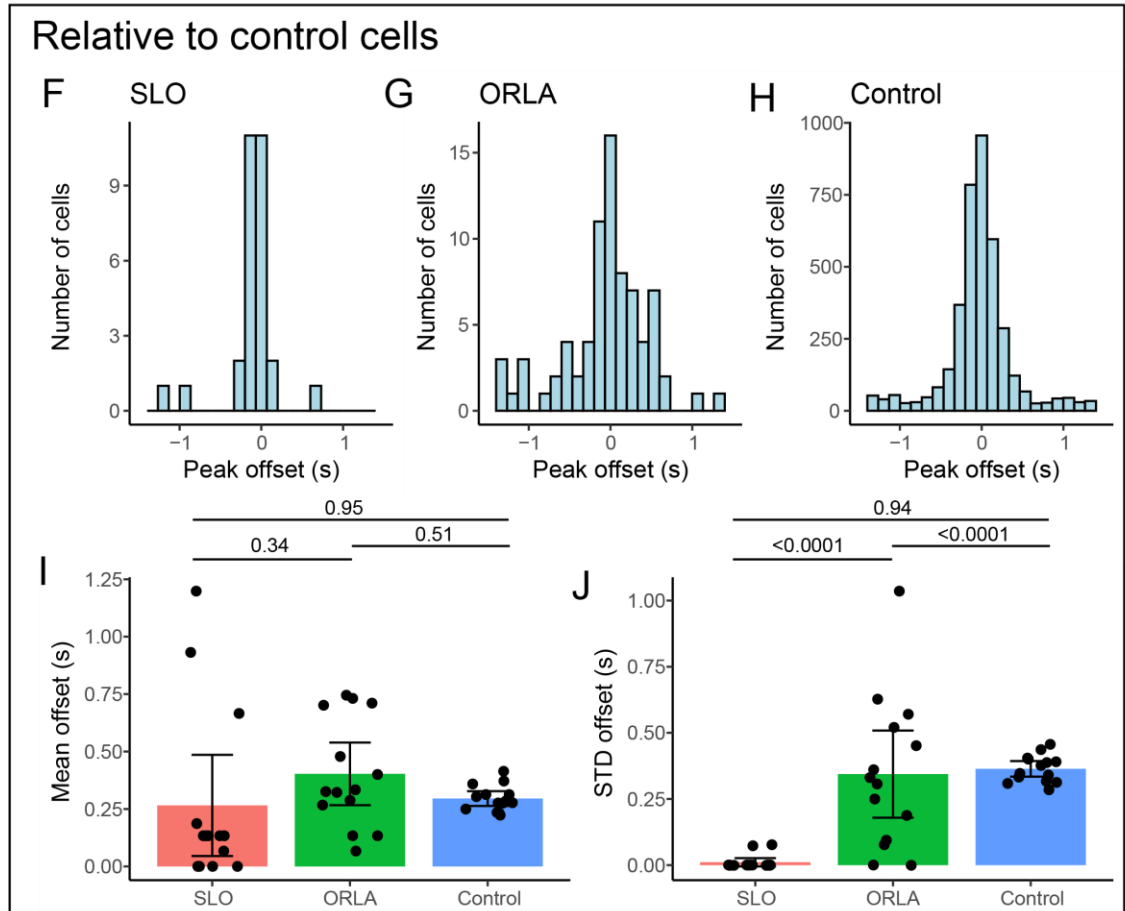 Relative to control cells
F SLO
G ORLA
H Control
Number of cells
9
6
3
0
−1 0 1
Peak offset (s)
Number of cells
15
10
5
0
−1 0 1
Peak offset (s)
Number of cells
1000
750
500
250
0
−1 0 1
Peak offset (s)
I
0.95
0.34
0.51
Mean offset (s)
1.25
1.00
0.75
0.50
0.25
0.00
SLO ORLA Control
J
0.94
<0.0001
<0.0001
STD offset (s)
1.00
0.75
0.50
0.25
0.00
SLO ORLA Control